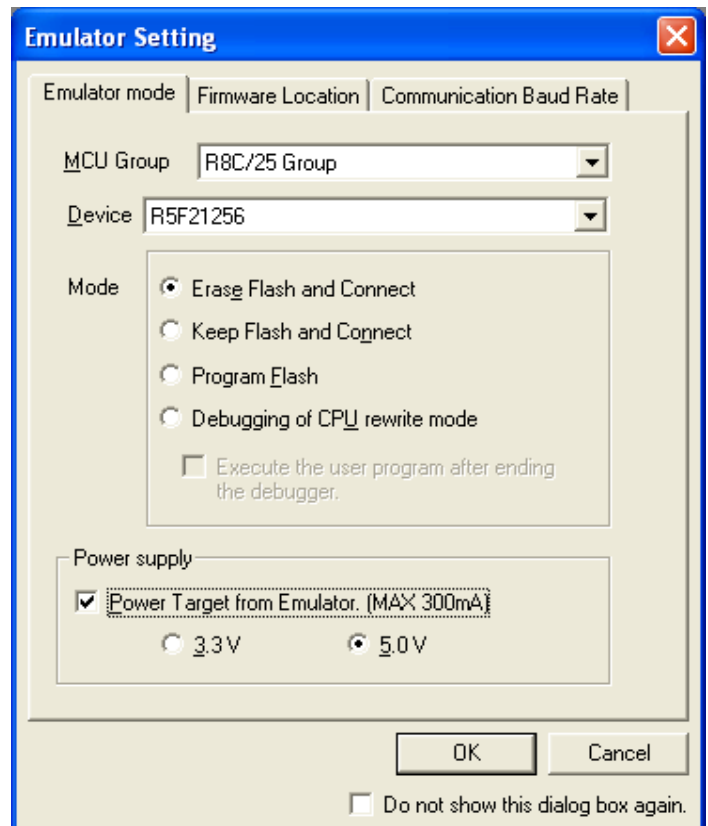 Emulator Setting
Emulator mode
Firmware Location
Communication Baud Rate
MCU Group
R8C/25 Group
Device
R5F21256
Mode
Erase Flash and Connect
Keep Flash and Connect
Program Flash
Debugging of CPU rewrite mode
Execute the user program after ending
the debugger.
Power supply
Power Target from Emulator. (MAX 300mA)
3.3 V
5.0 V
OK
Cancel
Do not show this dialog box again.